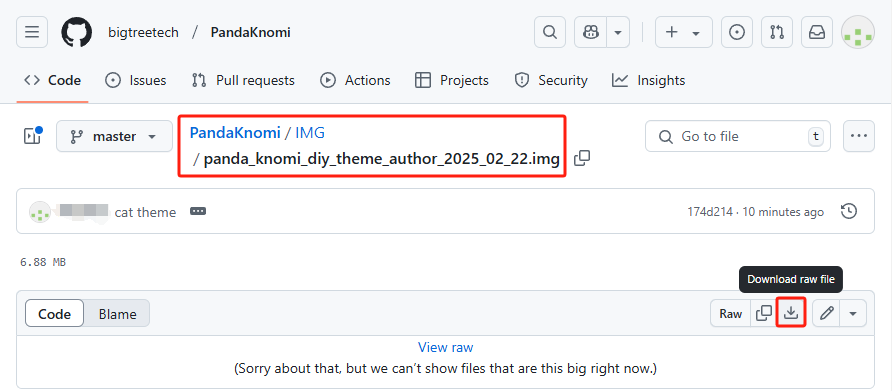 bigtreetech / PandaKnomi
Code Issues Pull requests Actions Projects Security Insights
master PandaKnomi / IMG
/ panda_knomi_diy_theme_author_2025_02_22.img
Go to file t
cat theme 174d214 · 10 minutes ago
6.88 MB
Download raw file
Code Blame Raw
View raw
(Sorry about that, but we can't show files that are this big right now.)